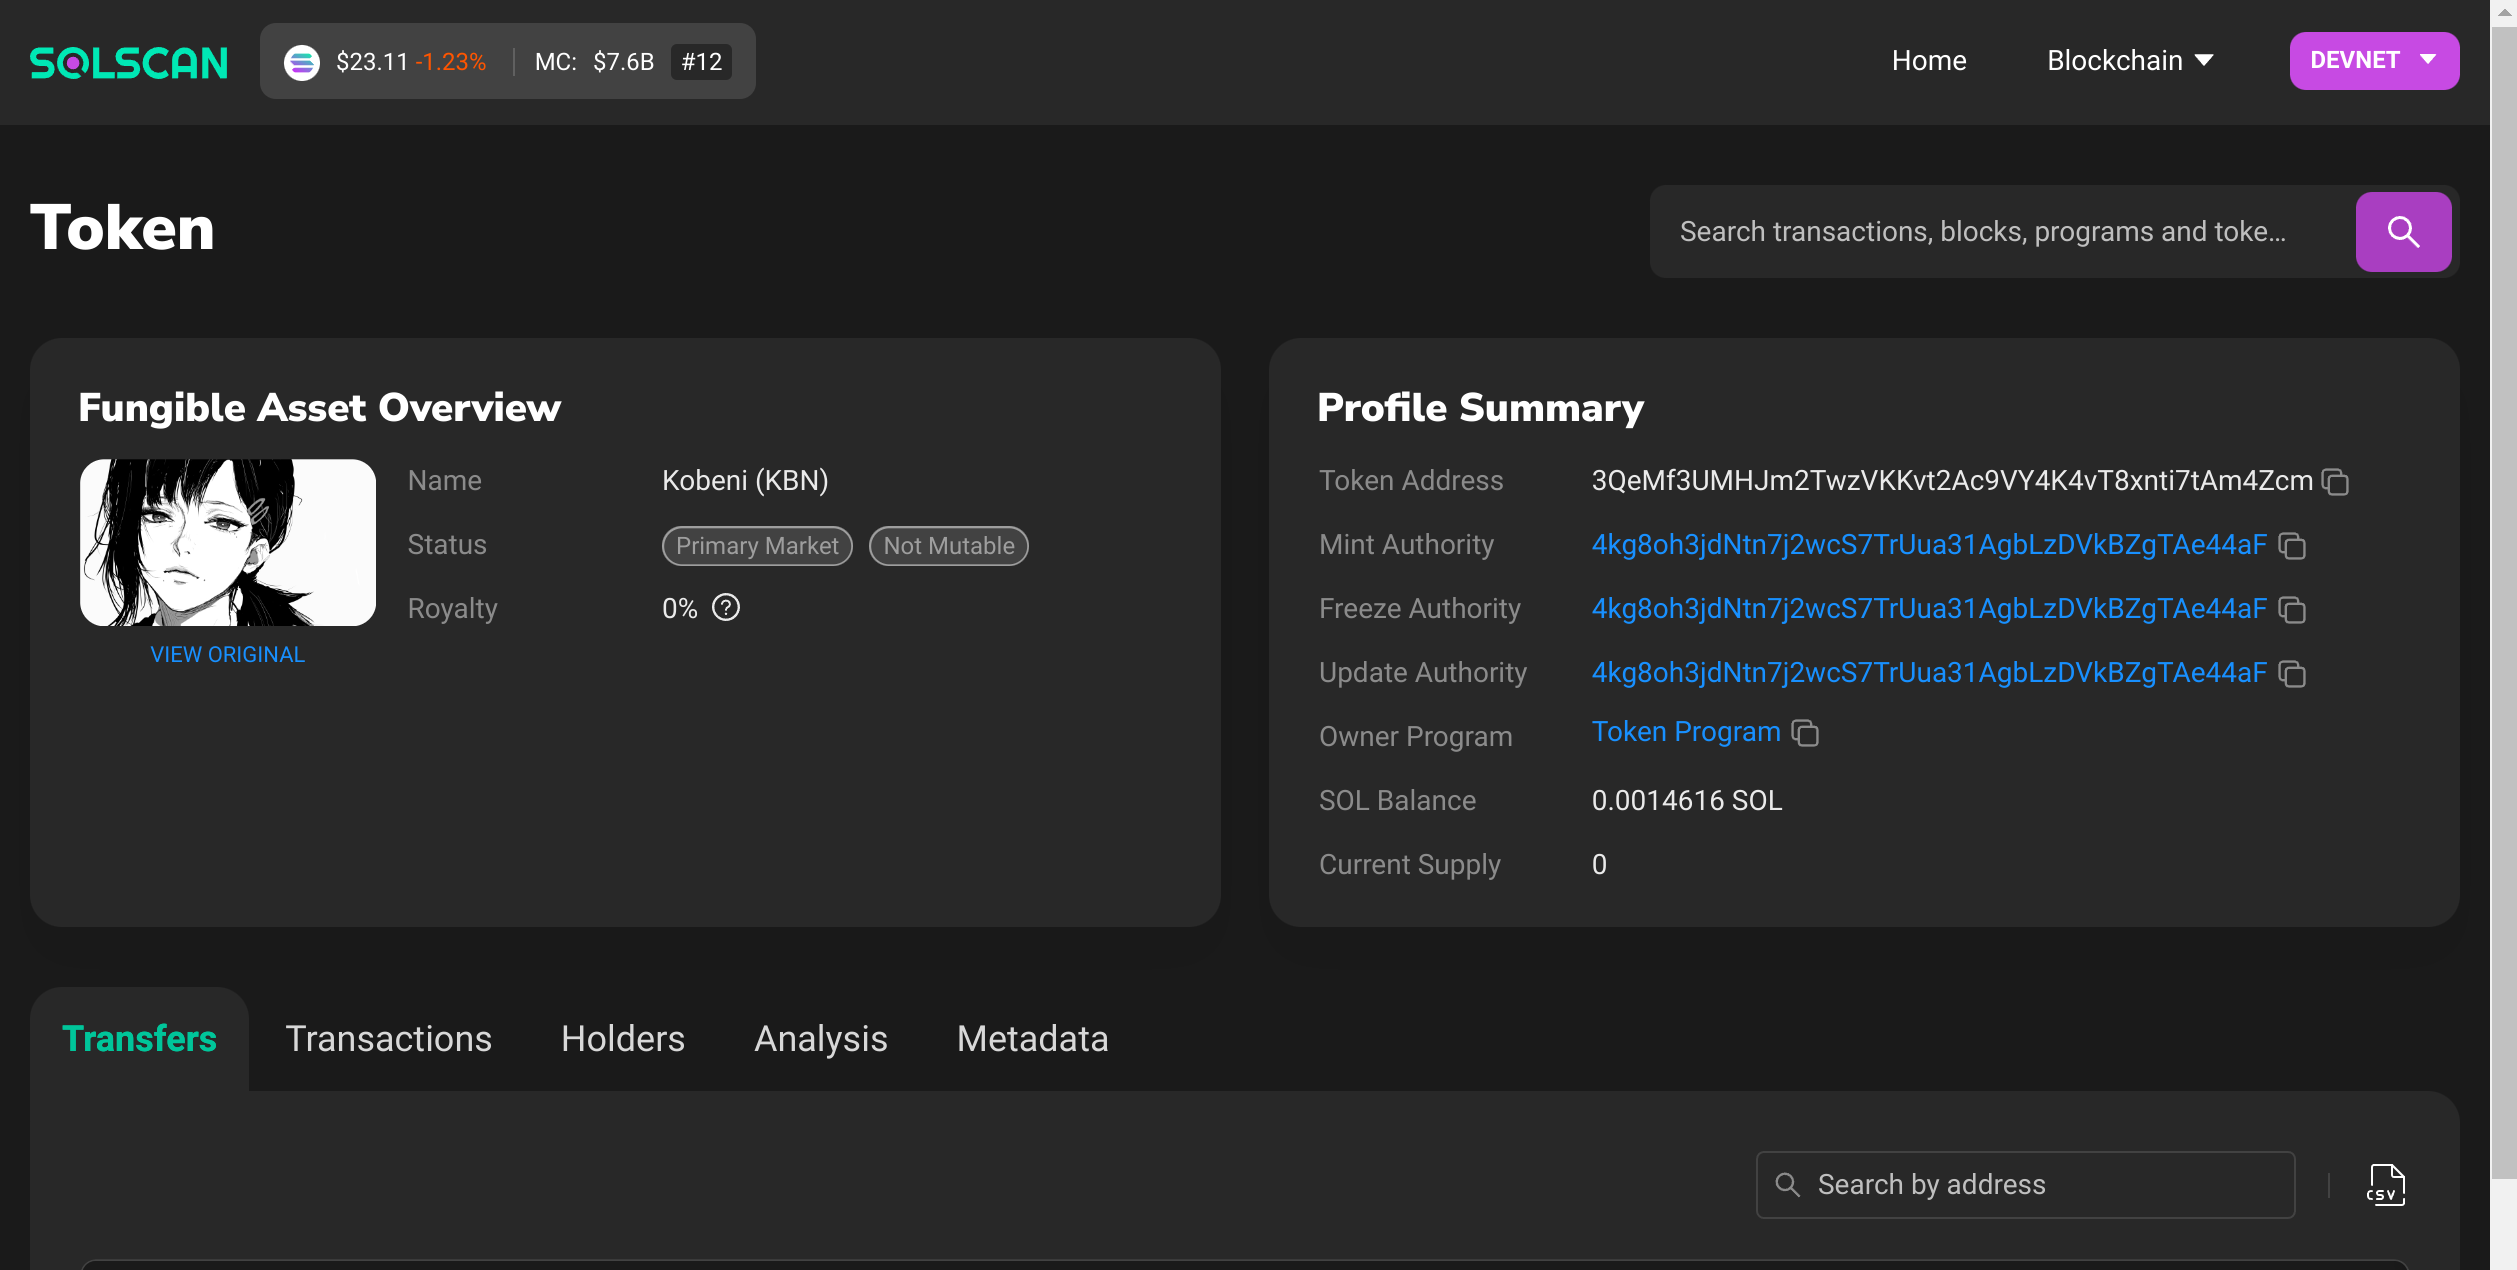 SOLSCAN $23.11 -1.23% MC: $7.6B #12 Home Blockchain DEVNET
Token Search transactions, blocks, programs and toke...
Fungible Asset Overview
Name Kobeni (KBN)
Status Primary Market Not Mutable
Royalty 0% ?
VIEW ORIGINAL
Profile Summary
Token Address 3QeMf3UMHJm2TwzVKKvt2Ac9VY4K4vT8xnti7tAm4Zcm
Mint Authority 4kg8oh3jdNtn7j2wcS7TrUua31AgbLzDVkBZgTAe44aF
Freeze Authority 4kg8oh3jdNtn7j2wcS7TrUua31AgbLzDVkBZgTAe44aF
Update Authority 4kg8oh3jdNtn7j2wcS7TrUua31AgbLzDVkBZgTAe44aF
Owner Program Token Program
SOL Balance 0.0014616 SOL
Current Supply 0
Transfers Transactions Holders Analysis Metadata
Search by address CSV